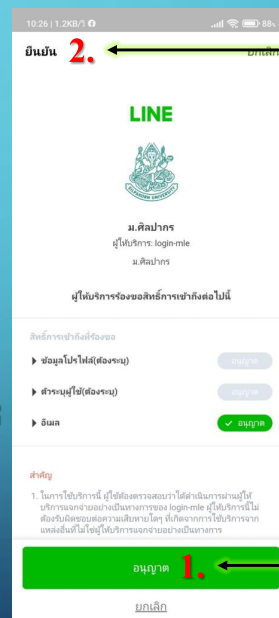 10:26 | 1.2KB/วิ
88%
ยืนยัน
2.
ยกเลิก
LINE
SILPAKORN UNIVERSITY
ม.ศิลปากร
ผู้ให้บริการ: login-mle
ม.ศิลปากร
ผู้ให้บริการร้องขอสิทธิ์การเข้าถึงต่อไปนี้
สิทธิ์การเข้าถึงที่ร้องขอ
ข้อมูลโปรไฟล์(ต้องระบุ)
อนุญาต
ตัวระบุผู้ใช้(ต้องระบุ)
อนุญาต
อีเมล
อนุญาต
สำคัญ
1. ในการใช้บริการนี้ ผู้ใช้ต้องตรวจสอบว่าได้ดำเนินการผ่านผู้ให้
บริการแจกจ่ายอย่างเป็นทางการของ login-mle ผู้ให้บริการนี้ไม่
ต้องรับผิดชอบต่อความเสียหายใดๆ ที่เกิดจากการใช้บริการจาก
แหล่งอื่นที่ไม่ใช่ผู้ให้บริการแจกจ่ายอย่างเป็นทางการ
อนุญาต
1.
ยกเลิก